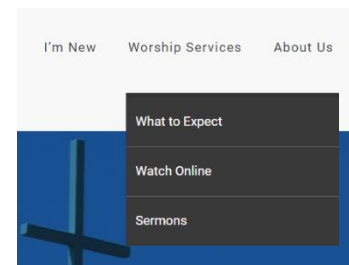 I'm New Worship Services About Us
What to Expect
Watch Online
Sermons